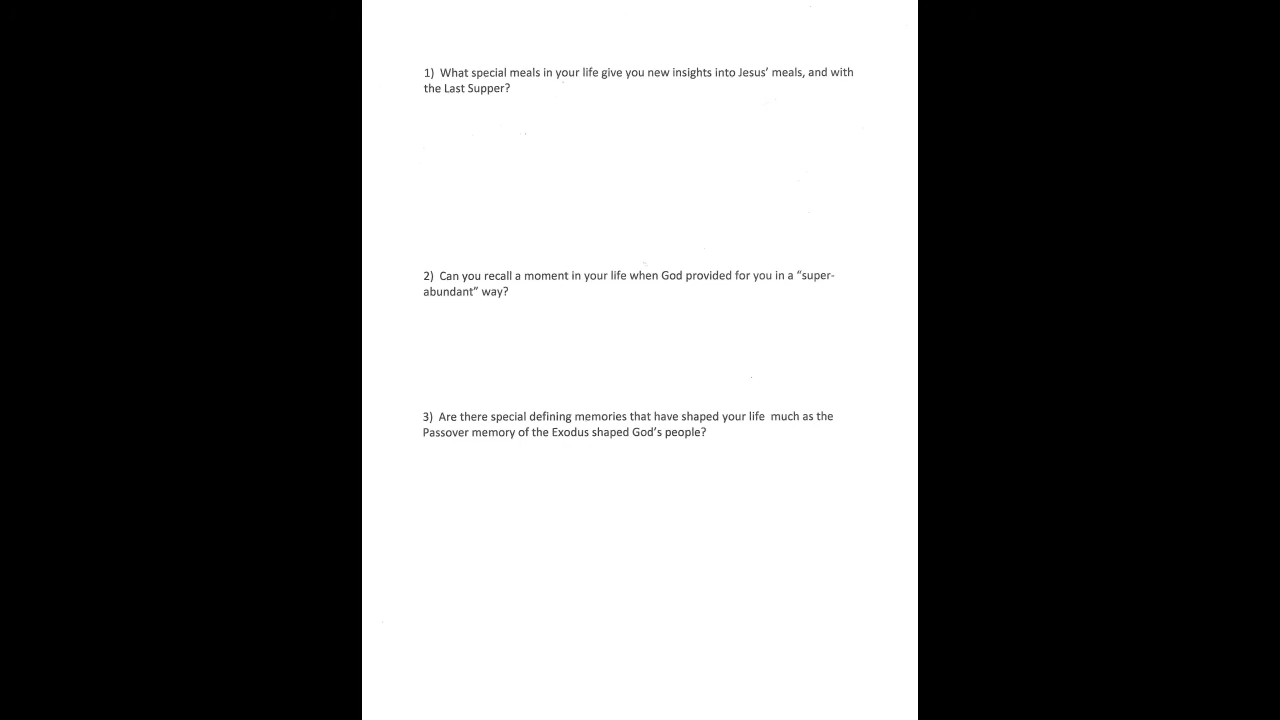 1)  What special meals in your life give you new insights into Jesus’ meals, and with
the Last Supper?
2)  Can you recall a moment in your life when God provided for you in a “super-
abundant” way?
3)  Are there special defining memories that have shaped your life  much as the
Passover memory of the Exodus shaped God’s people?